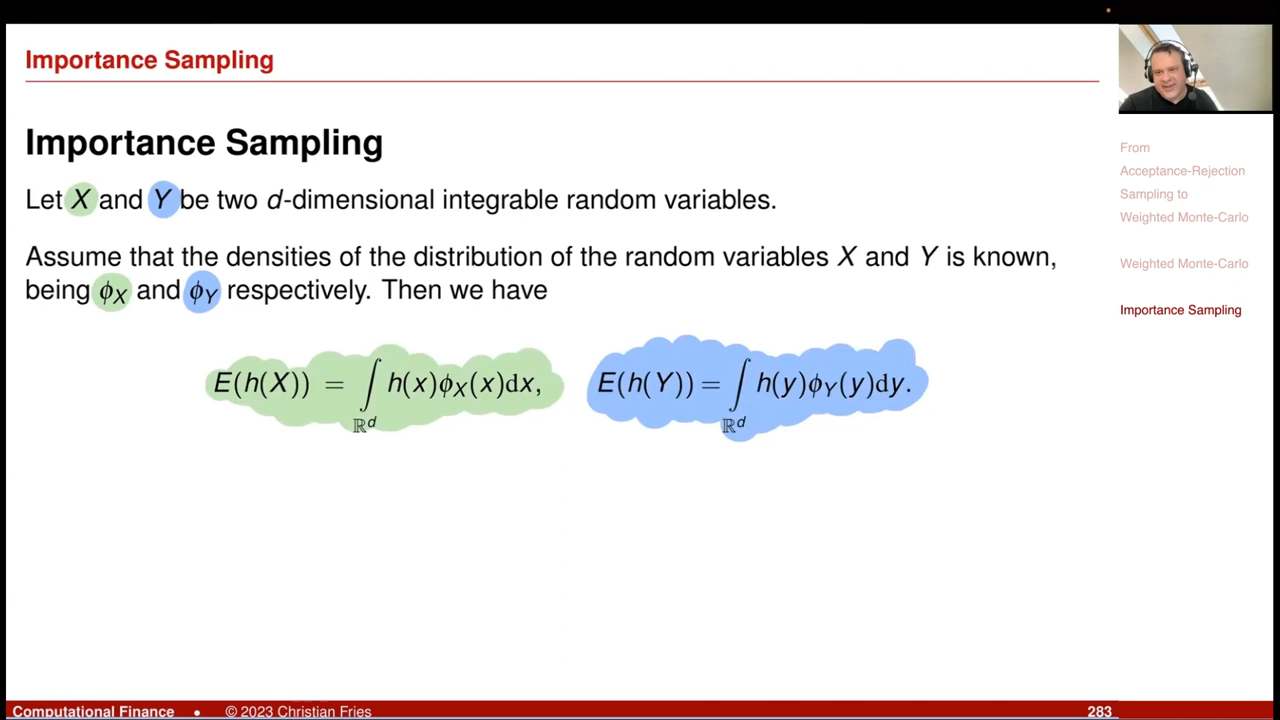 Importance Sampling
Importance Sampling
Let X and Y be two d-dimensional integrable random variables.
Assume that the densities of the distribution of the random variables X and Y is known,
being ϕ_X and ϕ_Y respectively. Then we have
E(h(X)) = ∫_{ℝ^d} h(x)ϕ_X(x)dx, E(h(Y)) = ∫_{ℝ^d} h(y)ϕ_Y(y)dy.
From
Acceptance-Rejection
Sampling to
Weighted Monte-Carlo
Weighted Monte-Carlo
Importance Sampling
Computational Finance • © 2023 Christian Fries 283